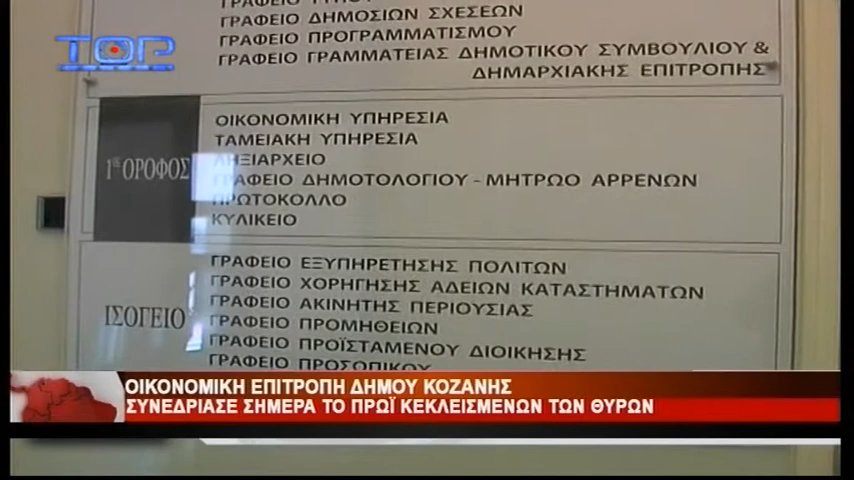 ΓΡΑΦΕΙΟ ΔΗΜΟΣΙΩΝ ΣΧΕΣΕΩΝ
ΓΡΑΦΕΙΟ ΠΡΟΓΡΑΜΜΑΤΙΣΜΟΥ
ΓΡΑΦΕΙΟ ΓΡΑΜΜΑΤΕΙΑΣ ΔΗΜΟΤΙΚΟΥ ΣΥΜΒΟΥΛΙΟΥ &
ΔΗΜΑΡΧΙΑΚΗΣ ΕΠΙΤΡΟΠΗΣ
TOP
1ος ΟΡΟΦΟΣ
ΟΙΚΟΝΟΜΙΚΗ ΥΠΗΡΕΣΙΑ
ΤΑΜΕΙΑΚΗ ΥΠΗΡΕΣΙΑ
ΛΗΞΙΑΡΧΕΙΟ
ΓΡΑΦΕΙΟ ΔΗΜΟΤΟΛΟΓΙΟΥ - ΜΗΤΡΩΟ ΑΡΡΕΝΩΝ
ΠΡΩΤΟΚΟΛΛΟ
ΚΥΛΙΚΕΙΟ
ΙΣΟΓΕΙΟ
ΓΡΑΦΕΙΟ ΕΞΥΠΗΡΕΤΗΣΗΣ ΠΟΛΙΤΩΝ
ΓΡΑΦΕΙΟ ΧΟΡΗΓΗΣΗΣ ΑΔΕΙΩΝ ΚΑΤΑΣΤΗΜΑΤΩΝ
ΓΡΑΦΕΙΟ ΑΚΙΝΗΤΗΣ ΠΕΡΙΟΥΣΙΑΣ
ΓΡΑΦΕΙΟ ΠΡΟΜΗΘΕΙΩΝ
ΓΡΑΦΕΙΟ ΠΡΟΪΣΤΑΜΕΝΟΥ ΔΙΟΙΚΗΣΗΣ
ΓΡΑΦΕΙΟ ΠΡΟΣΩΠΙΚΟΥ
ΟΙΚΟΝΟΜΙΚΗ ΕΠΙΤΡΟΠΗ ΔΗΜΟΥ ΚΟΖΑΝΗΣ
ΣΥΝΕΔΡΙΑΣΕ ΣΗΜΕΡΑ ΤΟ ΠΡΩΪ ΚΕΚΛΕΙΣΜΕΝΩΝ ΤΩΝ ΘΥΡΩΝ